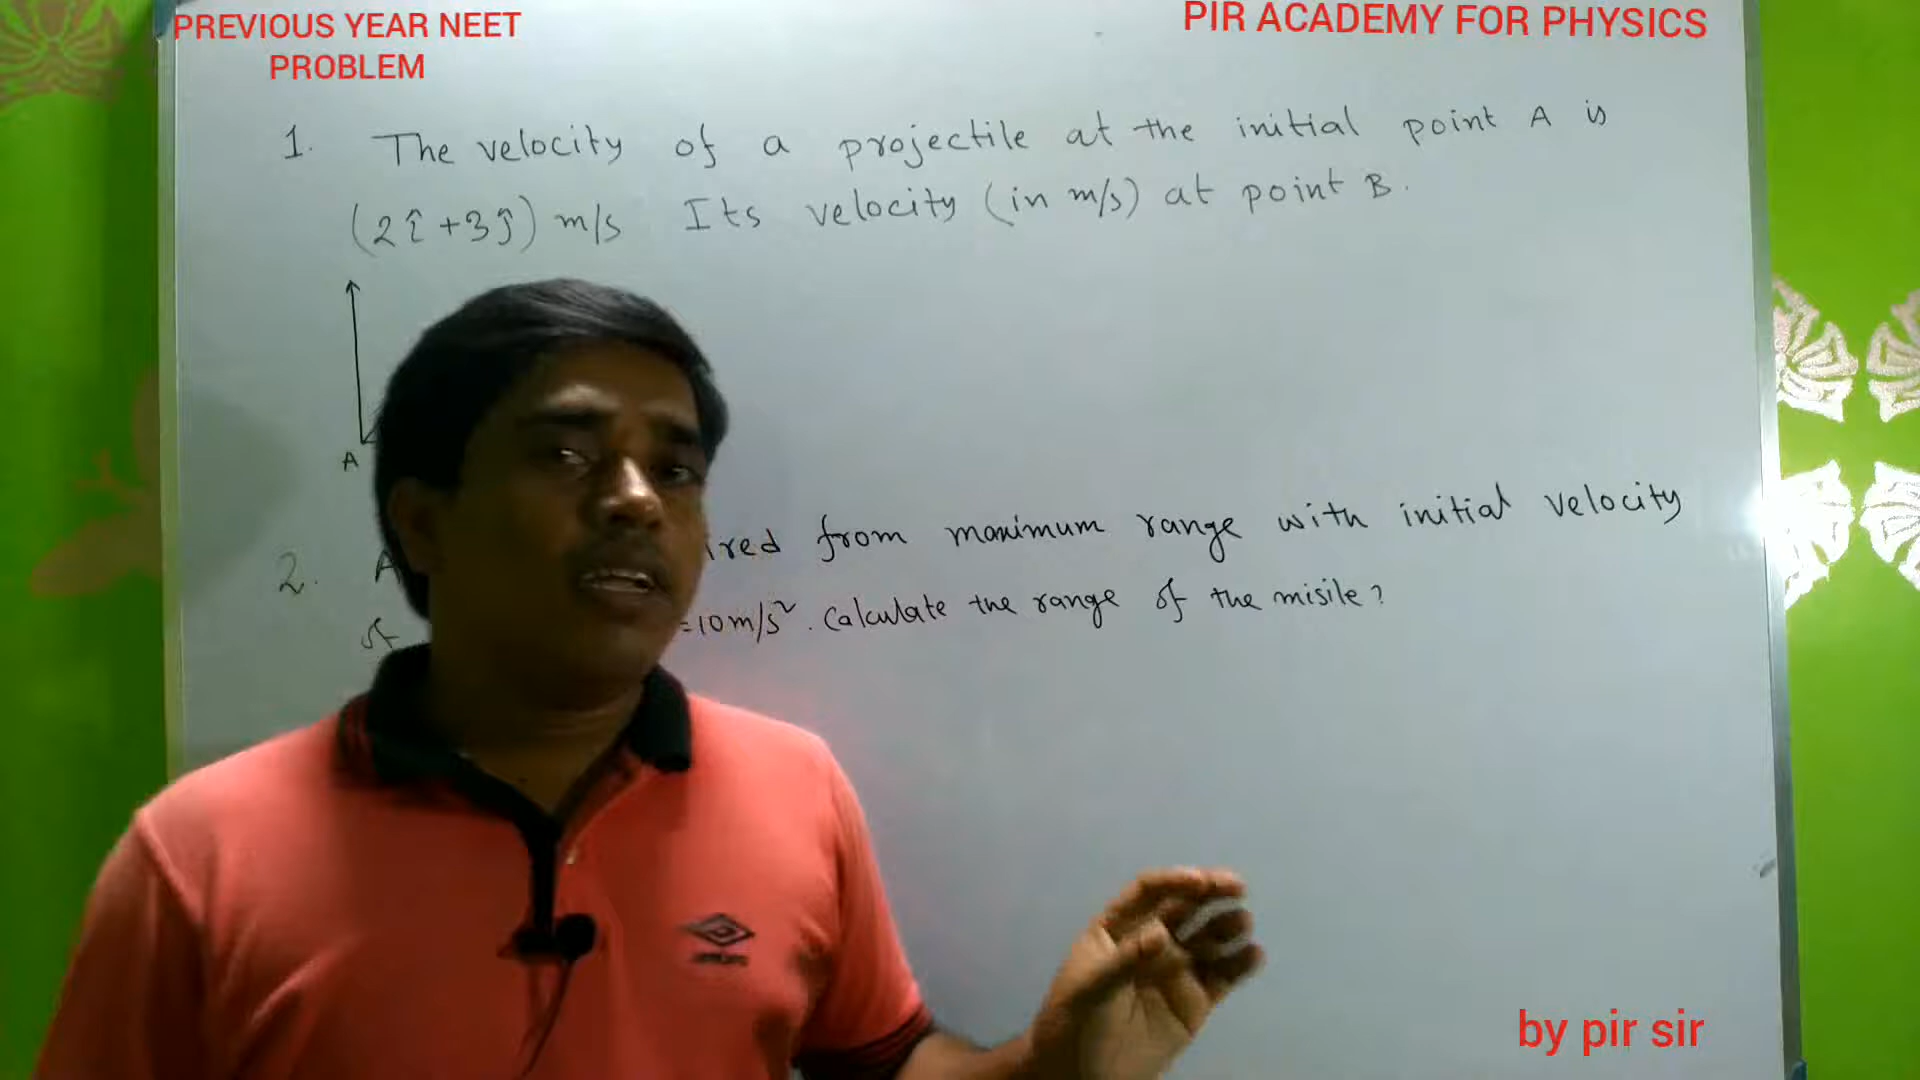 PREVIOUS YEAR NEET
PROBLEM
PIR ACADEMY FOR PHYSICS
1. The velocity of a projectile at the initial point A is
(2î+3ĵ) m/s Its velocity (in m/s) at point B.
A
2. A ired from maximum range with initial velocity
of =10m/s². Calculate the range of the misile?
by pir sir